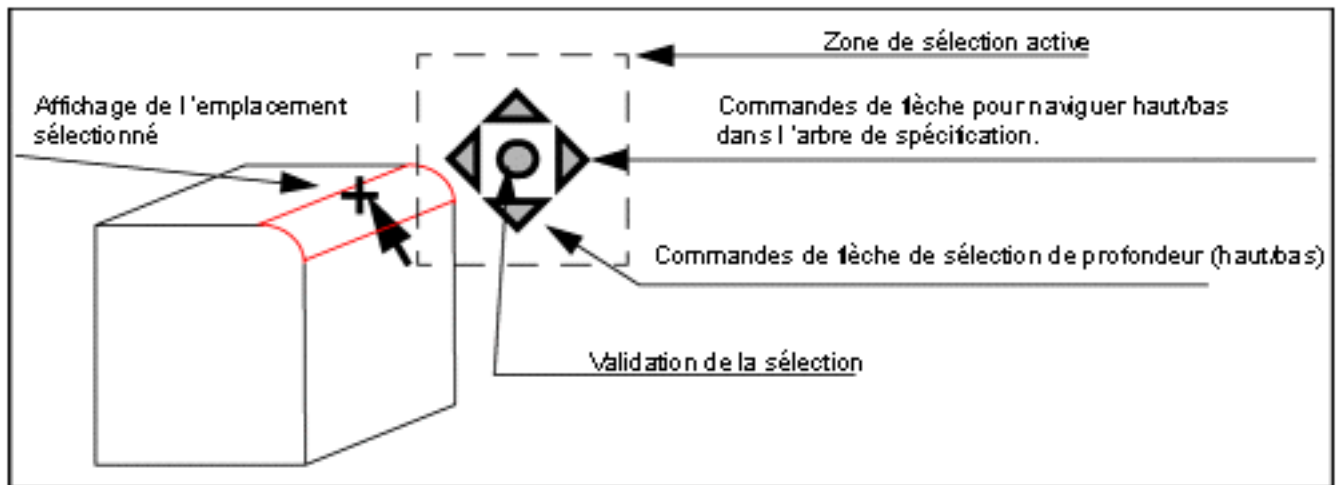 Zone de sélection active
Affichage de l'emplacement
sélectionné
Commandes de flèche pour naviguer haut/bas
dans l'arbre de spécification.
Commandes de flèche de sélection de profondeur (haut/bas)
Validation de la sélection